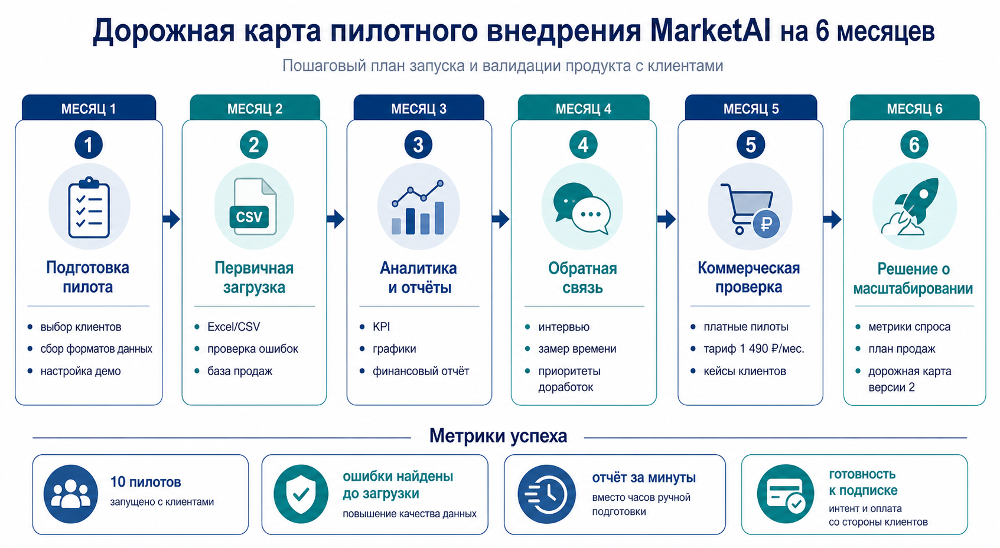 Дорожная карта пилотного внедрения MarketAI на 6 месяцев
Пошаговый план запуска и валидации продукта с клиентами
МЕСЯЦ 1
1
Подготовка
пилота
• выбор клиентов
• сбор форматов данных
• настройка демо
МЕСЯЦ 2
2
CSV
Первичная
загрузка
• Excel/CSV
• проверка ошибок
• база продаж
МЕСЯЦ 3
3
Аналитика
и отчёты
• KPI
• графики
• финансовый отчёт
МЕСЯЦ 4
4
Обратная
связь
• интервью
• замер времени
• приоритеты
доработок
МЕСЯЦ 5
5
₽
Коммерческая
проверка
• платные пилоты
• тариф 1 490 ₽/мес.
• кейсы клиентов
МЕСЯЦ 6
6
Решение о
масштабировании
• метрики спроса
• план продаж
• дорожная карта
версии 2
Метрики успеха
10 пилотов
запущено с клиентами
ошибки найдены
до загрузки
повышение качества данных
отчёт за минуты
вместо часов ручной
подготовки
готовность
к подписке
интент и оплата
со стороны клиентов